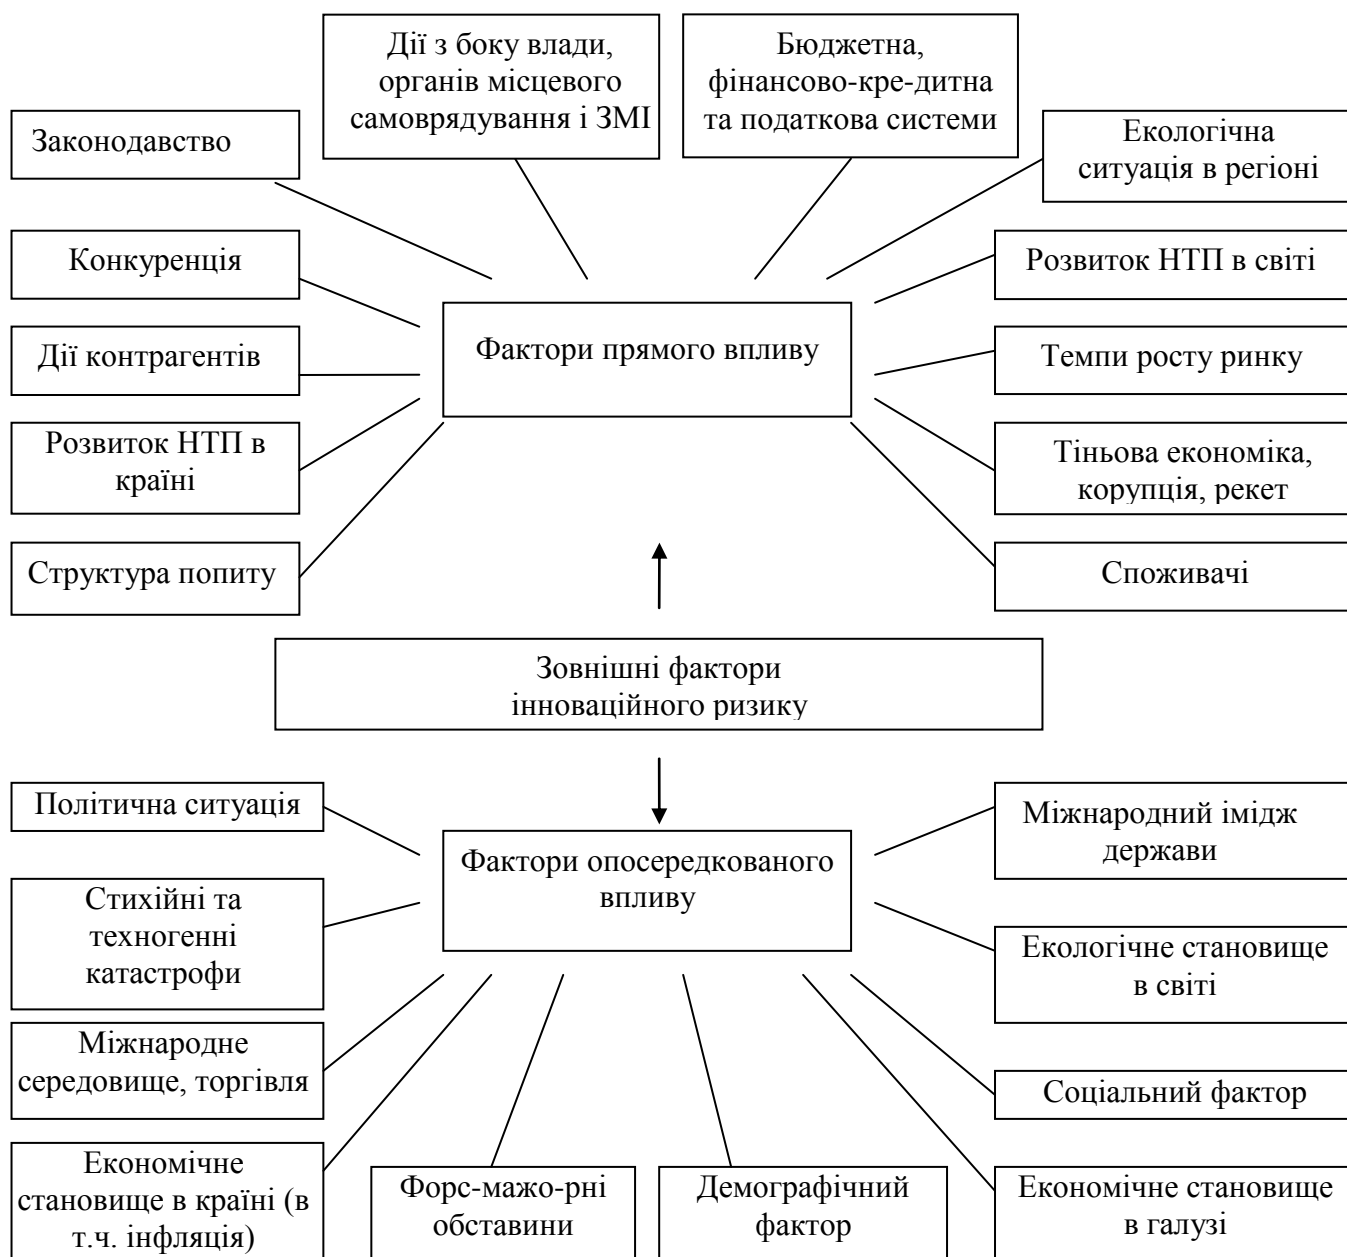 Дії з боку влади,
органів місцевого
самоврядування і ЗМІ
Бюджетна,
фінансово-кре-дитна
та податкова системи
Законодавство
Екологічна
ситуація в регіоні
Конкуренція
Розвиток НТП в світі
Фактори прямого впливу
Дії контрагентів
Темпи росту ринку
Розвиток НТП в
країні
Тіньова економіка,
корупція, рекет
Структура попиту
Споживачі
Зовнішні фактори
інноваційного ризику
Політична ситуація
Міжнародний імідж
держави
Фактори опосередкованого
впливу
Стихійні та
техногенні
катастрофи
Екологічне становище
в світі
Міжнародне
середовище, торгівля
Соціальний фактор
Економічне
становище в країні (в
т.ч. інфляція)
Форс-мажо-рні
обставини
Демографічний
фактор
Економічне становище
в галузі